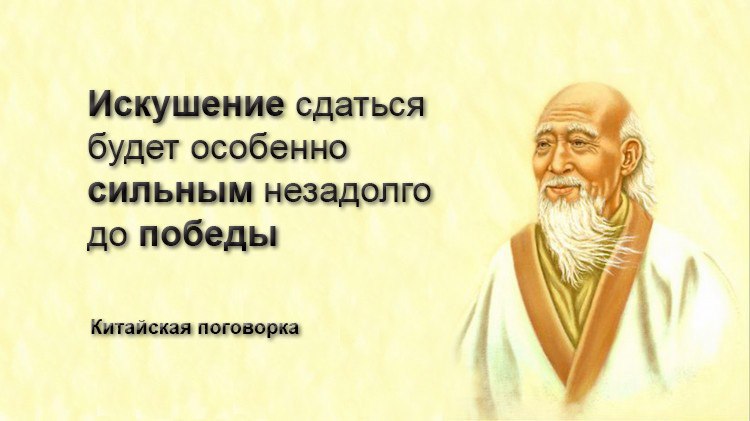 Искушение сдаться
будет особенно
сильным незадолго
до победы
Китайская поговорка